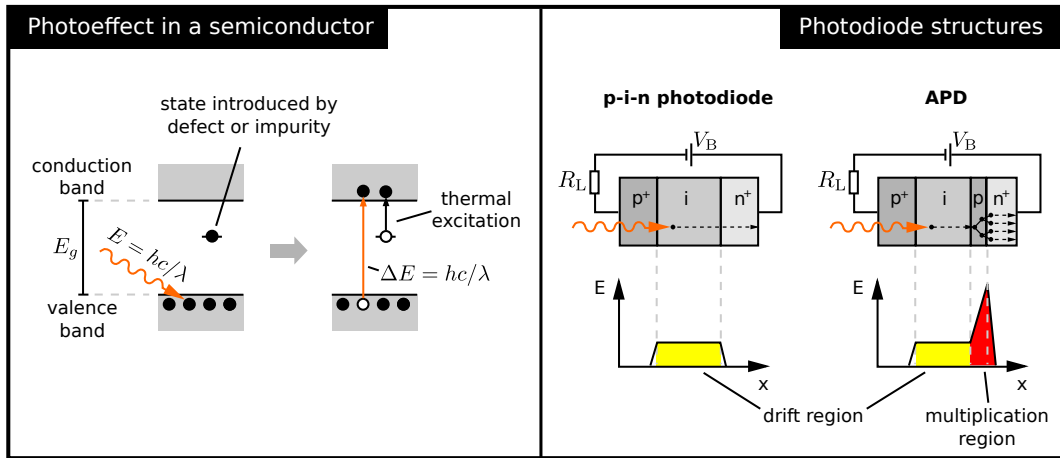 Photoeffect in a semiconductor
state introduced by
defect or impurity
conduction
band
E_g
E = hc/λ
valence
band
thermal
excitation
ΔE = hc/λ
Photodiode structures
p-i-n photodiode
V_B
R_L
p⁺
i
n⁺
E
x
APD
V_B
R_L
p⁺
i
p
n⁺
E
x
drift region
multiplication
region